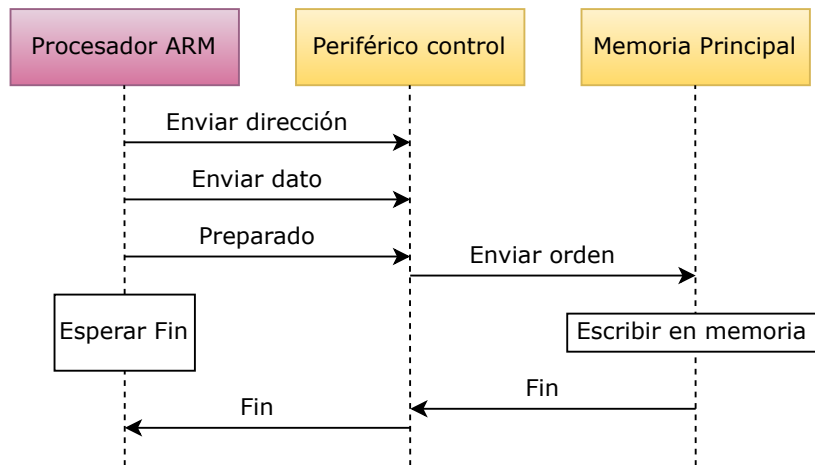 Procesador ARM
Periférico control
Memoria Principal
Enviar dirección
Enviar dato
Preparado
Enviar orden
Esperar Fin
Escribir en memoria
Fin
Fin